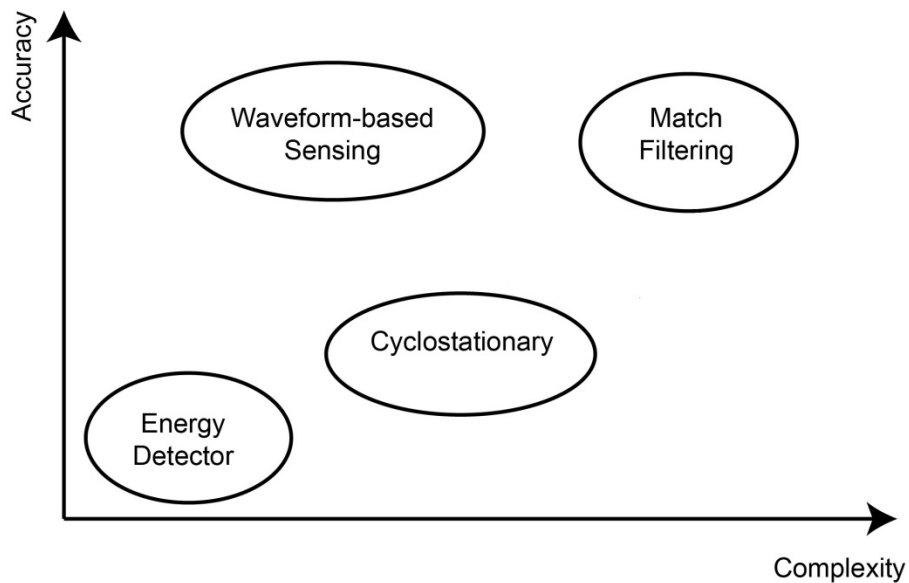 Accuracy
Waveform-based
Sensing
Match
Filtering
Cyclostationary
Energy
Detector
Complexity